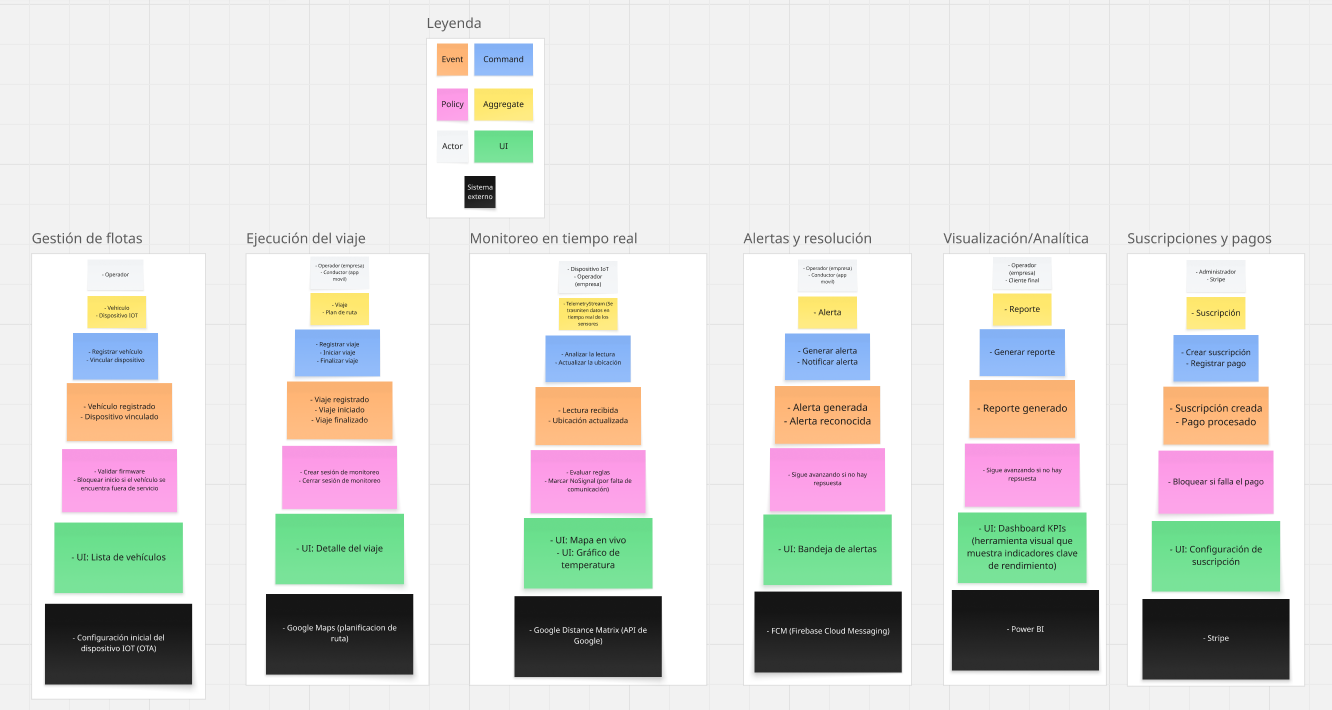 Leyenda
Event
Command
Policy
Aggregate
Actor
UI
Sistema
externo
Gestión de flotas
- Operador
- Vehículo
- Dispositivo IOT
- Registrar vehículo
- Vincular dispositivo
- Vehículo registrado
- Dispositivo vinculado
- Validar firmware
- Bloquear inicio si el vehículo se
encuentra fuera de servicio
- UI: Lista de vehículos
- Configuración inicial del
dispositivo IOT (OTA)
Ejecución del viaje
- Operador (empresa)
- Conductor (app
movil)
- Viaje
- Plan de ruta
- Registrar viaje
- Iniciar viaje
- Finalizar viaje
- Viaje registrado
- Viaje iniciado
- Viaje finalizado
- Crear sesión de monitoreo
- Cerrar sesión de monitoreo
- UI: Detalle del viaje
- Google Maps (planificacion de
ruta)
Monitoreo en tiempo real
- Dispositivo IoT
- Operador
(empresa)
- TelemetryStream (Se
trasmiten datos en
tiempo real de los
sensores
- Analizar la lectura
- Actualizar la ubicación
- Lectura recibida
- Ubicación actualizada
- Evaluar reglas
- Marcar NoSignal (por falta de
comunicación)
- UI: Mapa en vivo
- UI: Gráfico de
temperatura
- Google Distance Matrix (API de
Google)
Alertas y resolución
- Operador (empresa)
- Conductor (app
movil)
- Alerta
- Generar alerta
- Notificar alerta
- Alerta generada
- Alerta reconocida
- Sigue avanzando si no hay
repsuesta
- UI: Bandeja de alertas
- FCM (Firebase Cloud Messaging)
Visualización/Analítica
- Operador
(empresa)
- Cliente final
- Reporte
- Generar reporte
- Reporte generado
- Sigue avanzando si no hay
repsuesta
- UI: Dashboard KPIs
(herramienta visual que
muestra indicadores clave
de rendimiento)
- Power BI
Suscripciones y pagos
- Administrador
- Stripe
- Suscripción
- Crear suscripción
- Registrar pago
- Suscripción creada
- Pago procesado
- Bloquear si falla el pago
- UI: Configuración de
suscripción
- Stripe